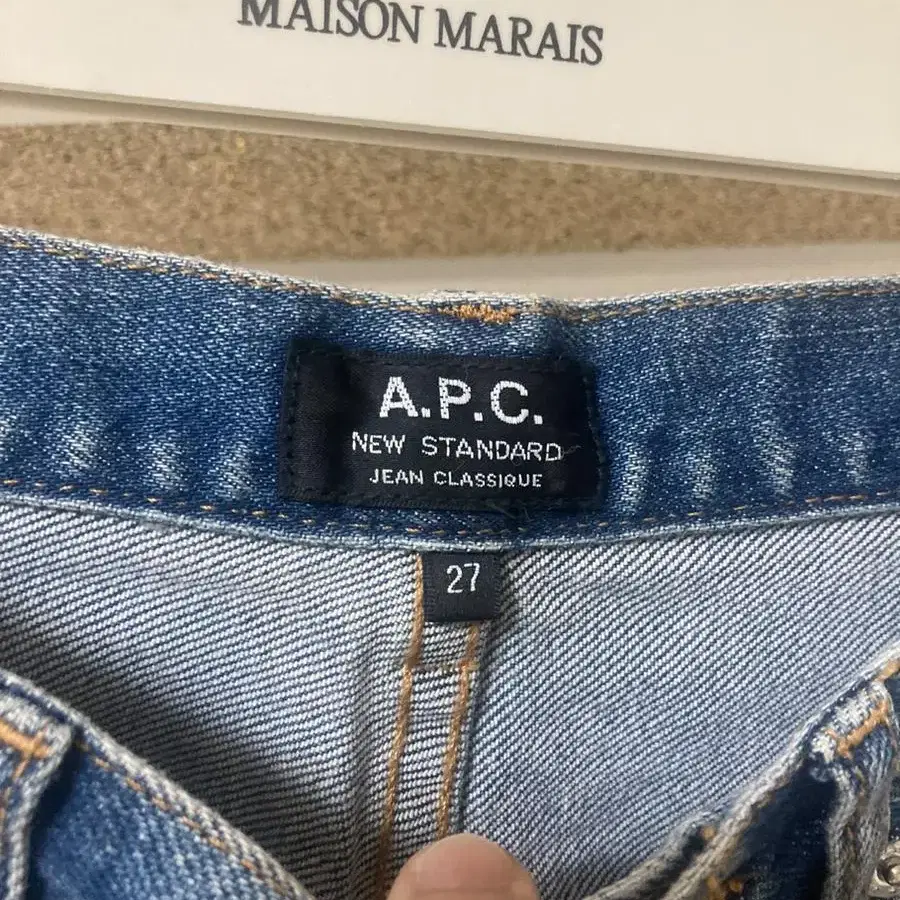 MAISON MARAIS
A.P.C.
NEW STANDARD
JEAN CLASSIQUE
27